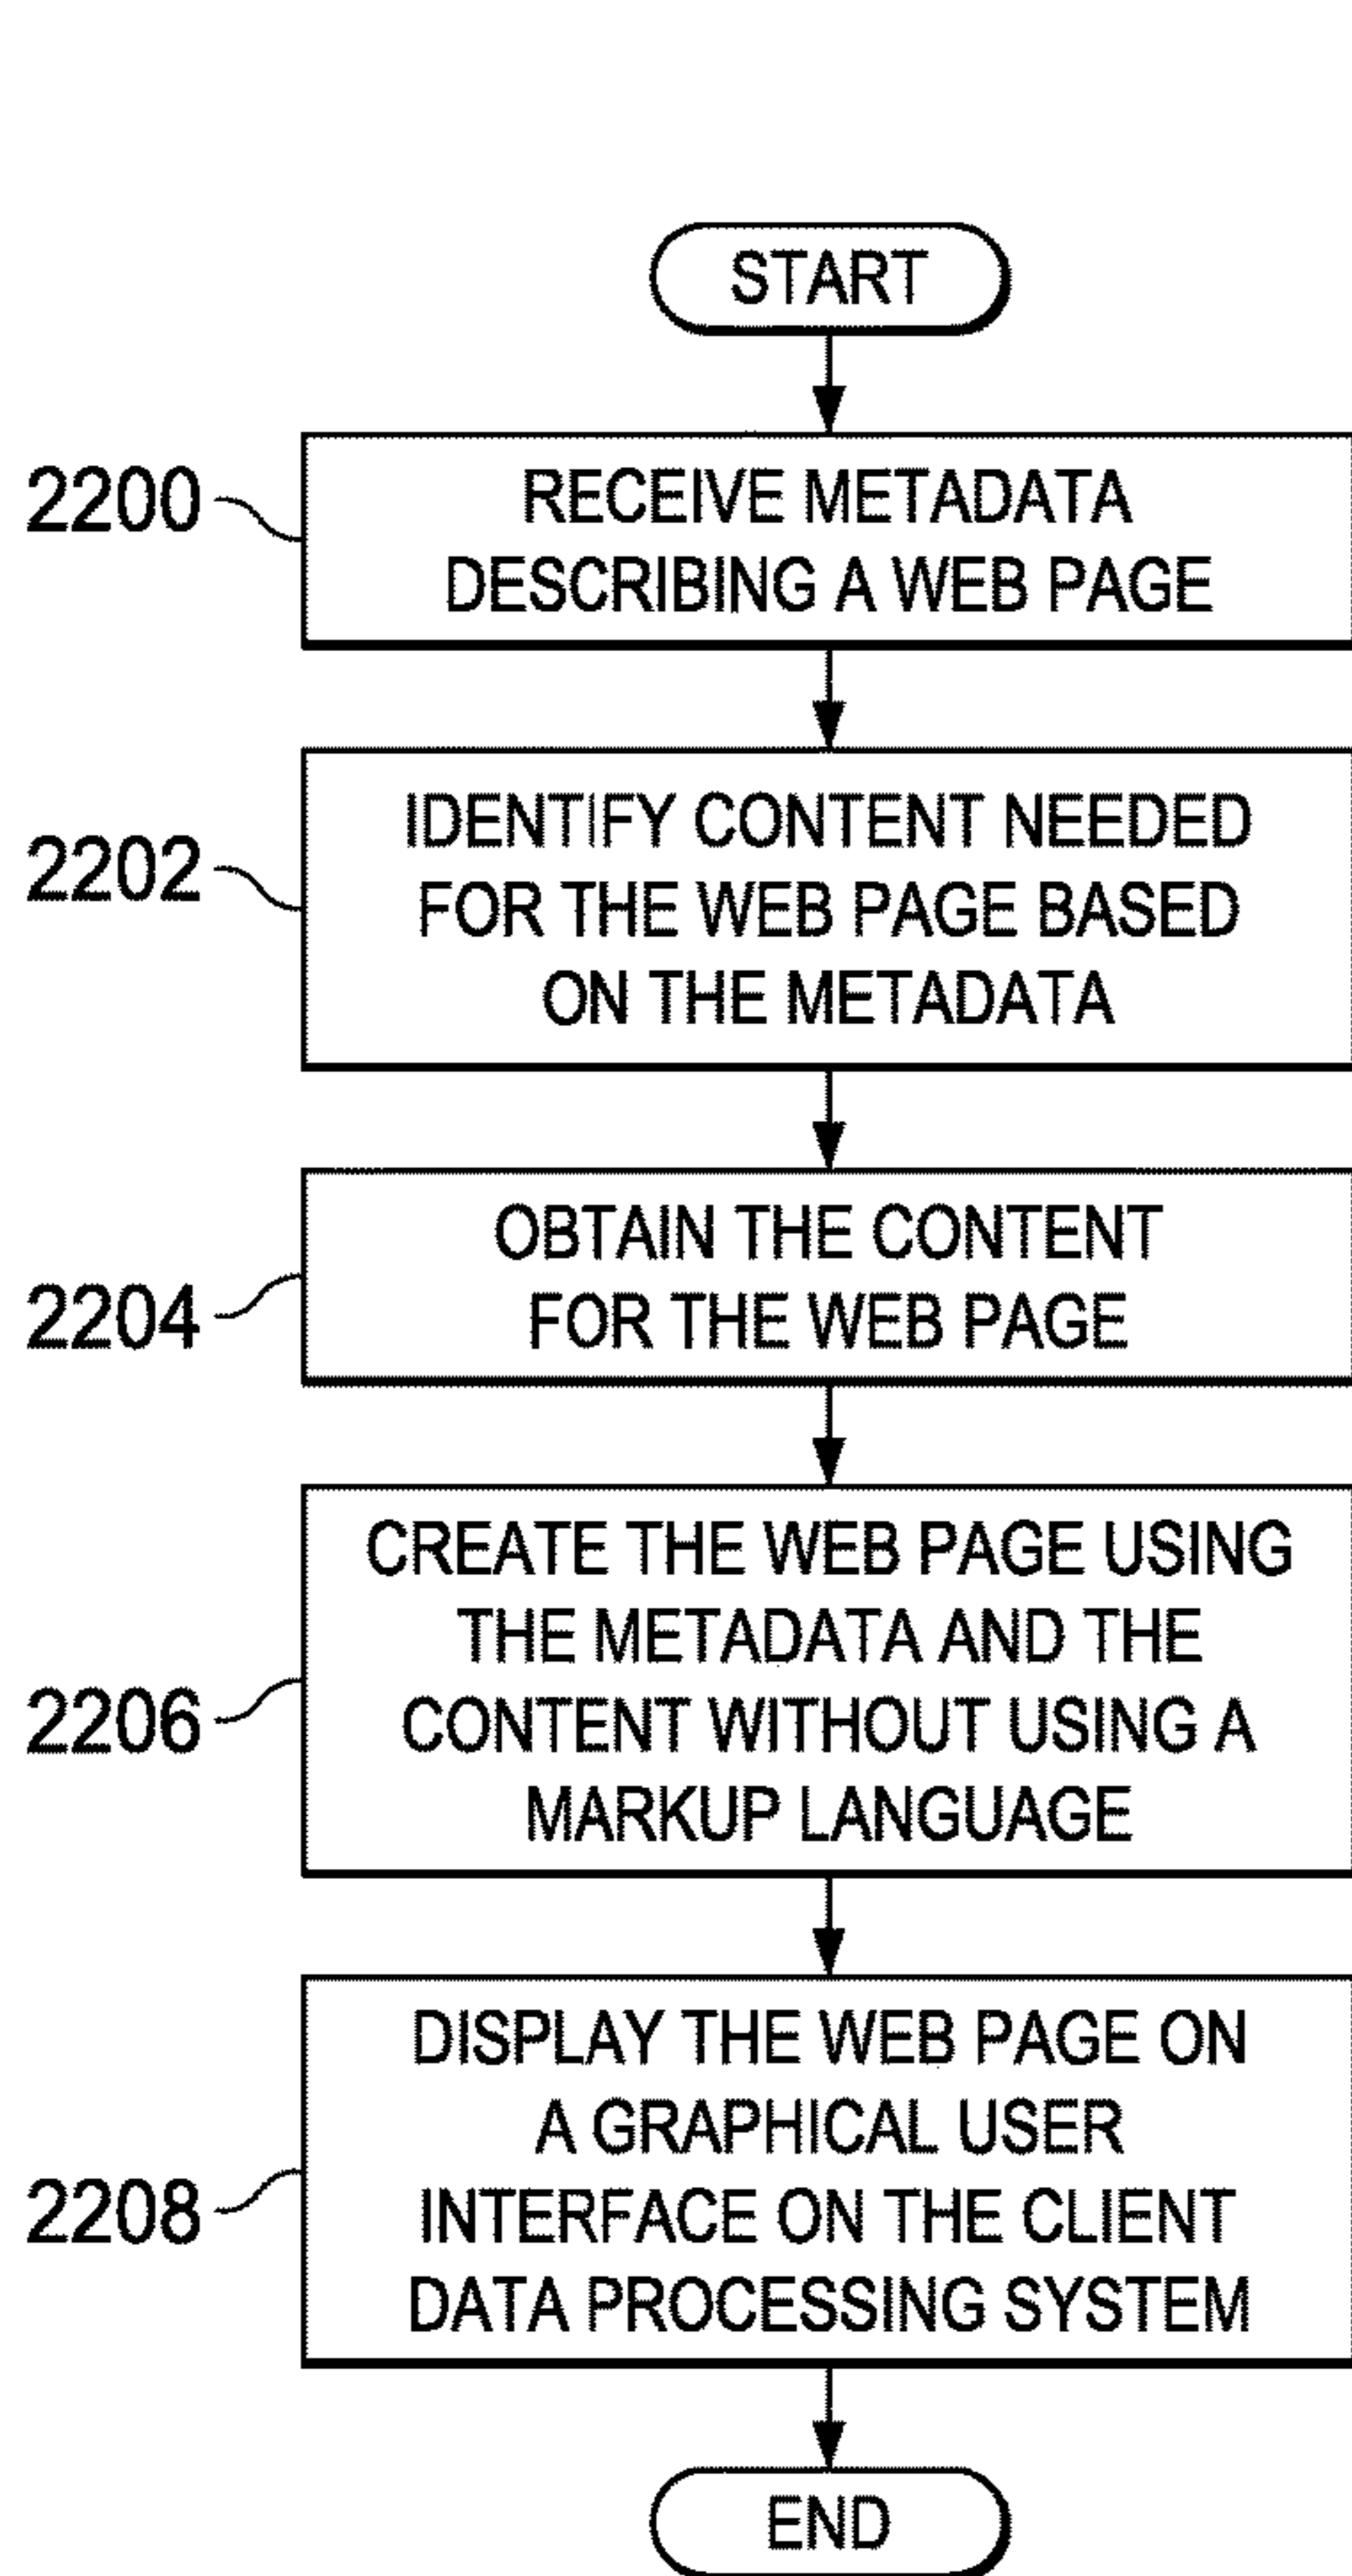 START
2200
RECEIVE METADATA
DESCRIBING A WEB PAGE
2202
IDENTIFY CONTENT NEEDED
FOR THE WEB PAGE BASED
ON THE METADATA
2204
OBTAIN THE CONTENT
FOR THE WEB PAGE
2206
CREATE THE WEB PAGE USING
THE METADATA AND THE
CONTENT WITHOUT USING A
MARKUP LANGUAGE
2208
DISPLAY THE WEB PAGE ON
A GRAPHICAL USER
INTERFACE ON THE CLIENT
DATA PROCESSING SYSTEM
END